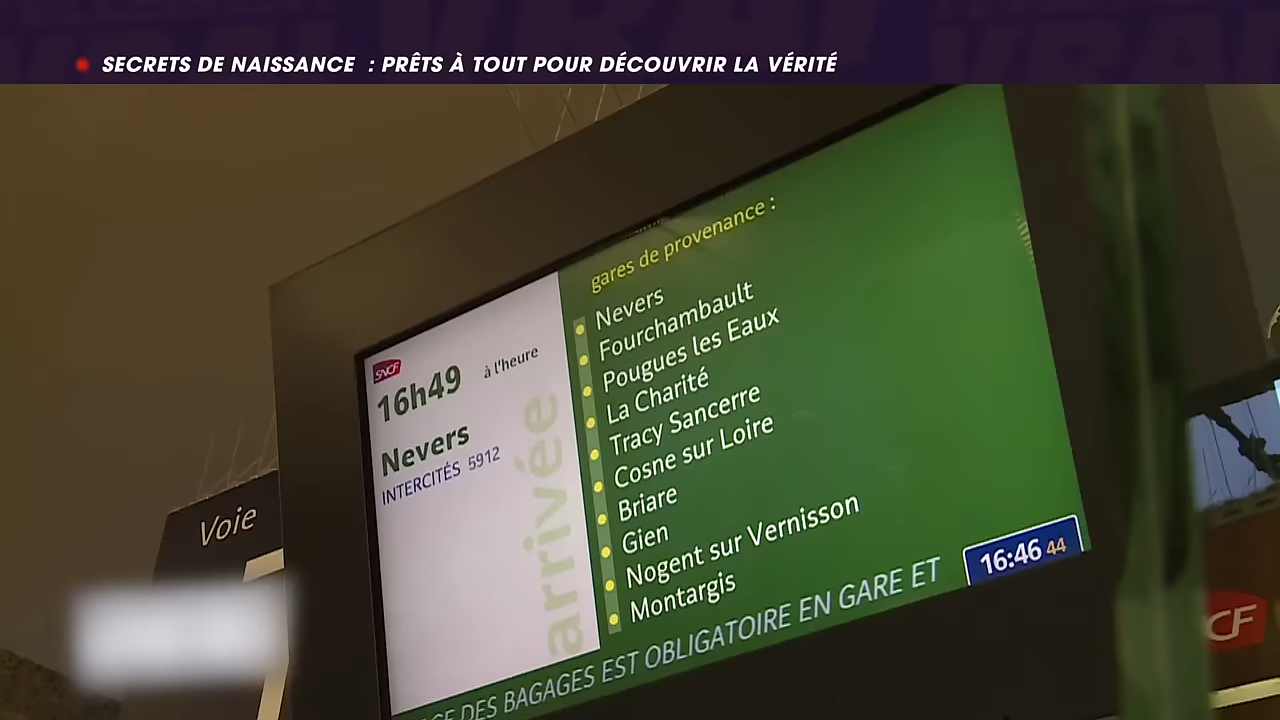 SECRETS DE NAISSANCE : PRÊTS À TOUT POUR DÉCOUVRIR LA VÉRITÉ
gares de provenance :
SNCF
16h49 à l'heure
Nevers
INTERCITÉS 5912
arrivée
Nevers
Fourchambault
Pougues les Eaux
La Charité
Tracy Sancerre
Cosne sur Loire
Briare
Gien
Nogent sur Vernisson
Montargis
DES BAGAGES EST OBLIGATOIRE EN GARE ET
16:46 44
Voie